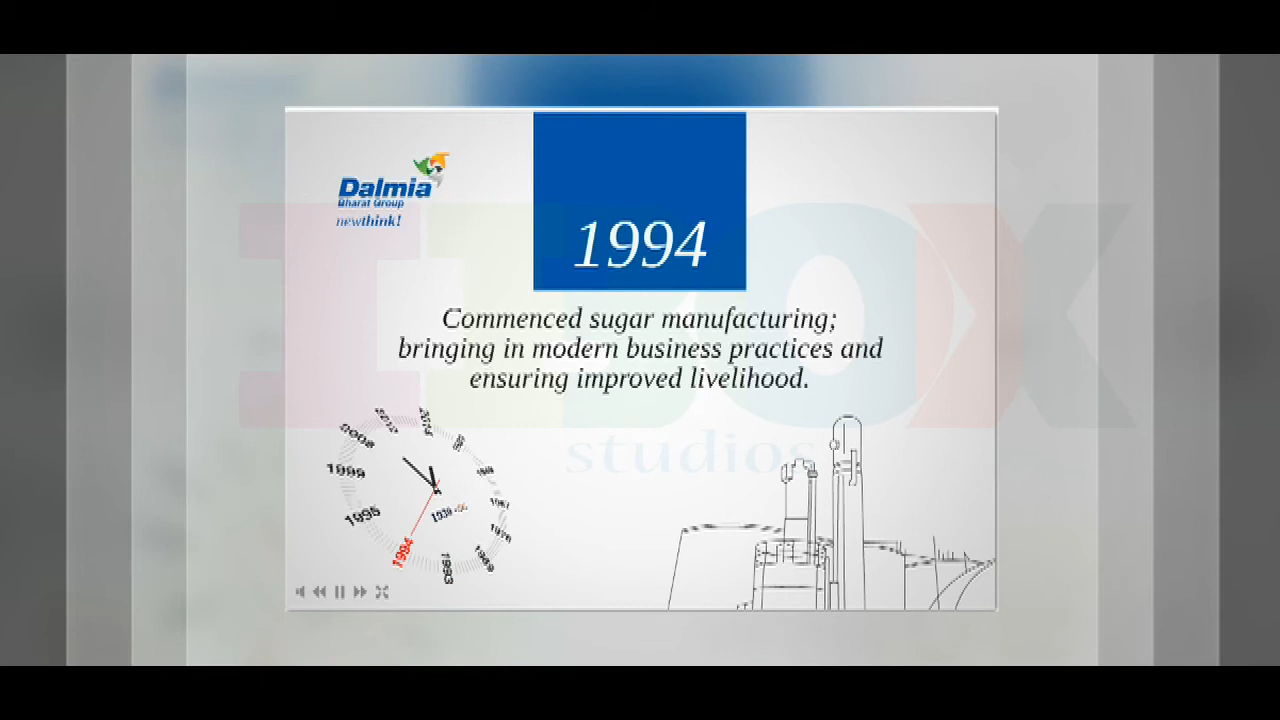 Dalmia
Bharat Group
newthink!
1994
Commenced sugar manufacturing;
bringing in modern business practices and
ensuring improved livelihood.
studios
1999
1995
1994
1993
1939